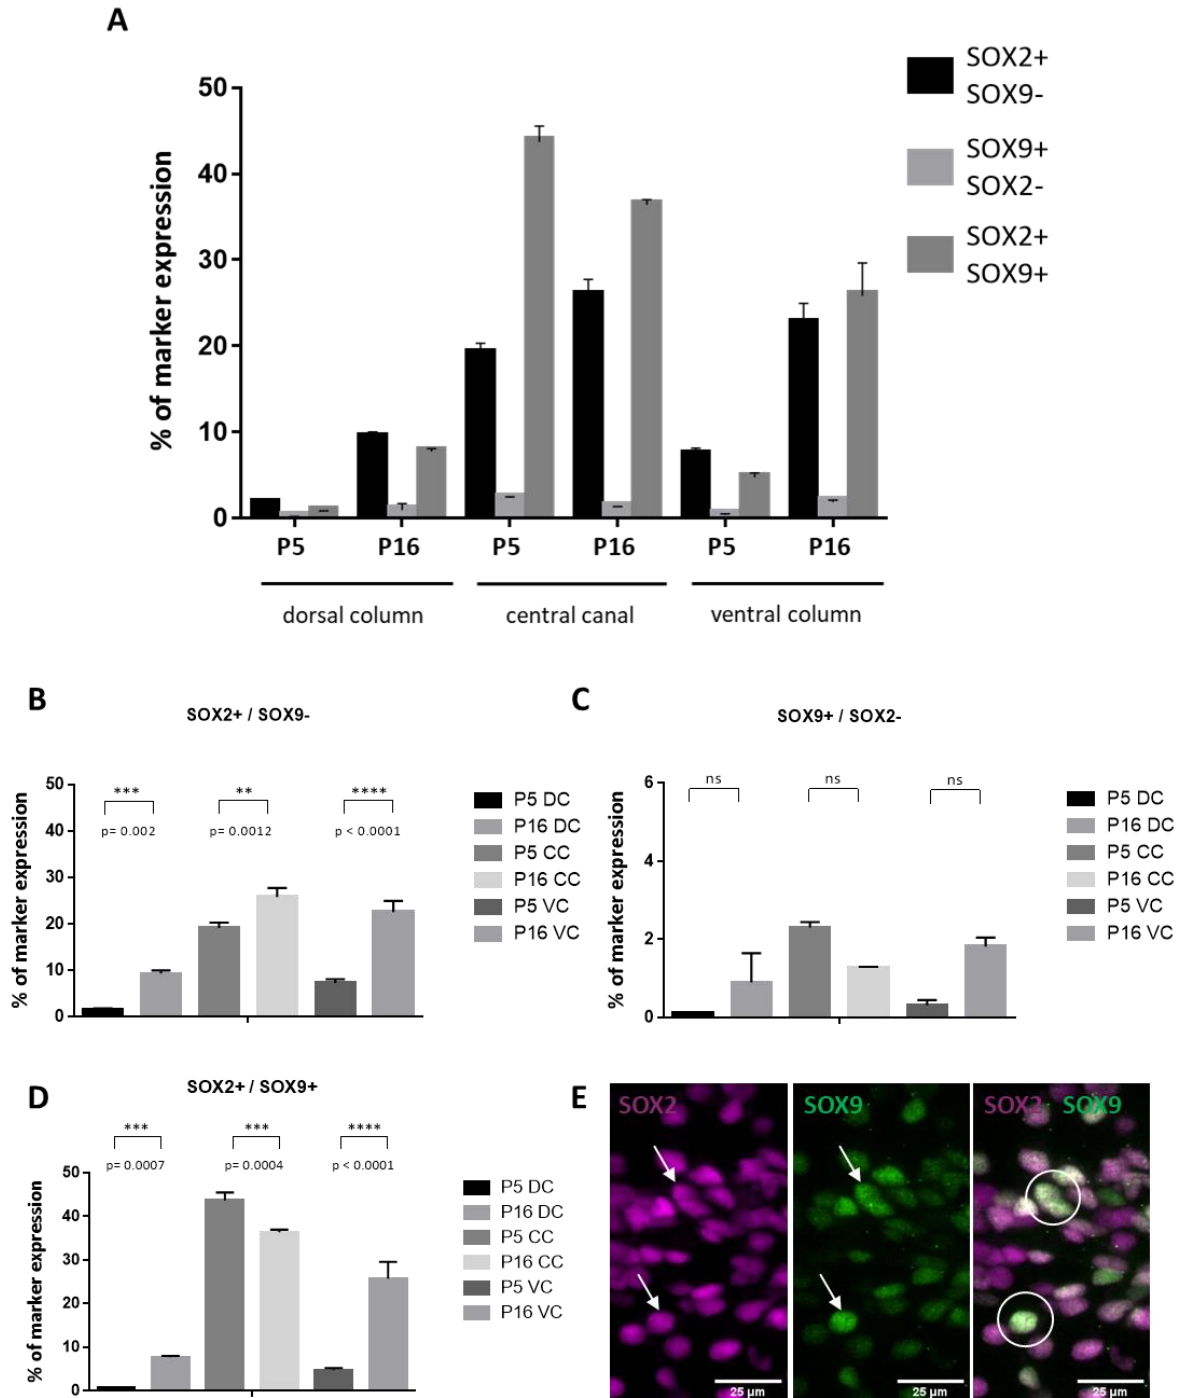 A
SOX2+
SOX9-
SOX9+
SOX2-
SOX2+
SOX9+
% of marker expression
50
40
30
20
10
0
P5 P16 P5 P16 P5 P16
dorsal column central canal ventral column
B
SOX2+ / SOX9-
% of marker expression
50
40
30
20
10
0
*** ** ****
p= 0.002 p= 0.0012 p < 0.0001
P5 DC
P16 DC
P5 CC
P16 CC
P5 VC
P16 VC
C
SOX9+ / SOX2-
% of marker expression
6
4
2
0
ns ns ns
P5 DC
P16 DC
P5 CC
P16 CC
P5 VC
P16 VC
D
SOX2+ / SOX9+
*** *** ****
p= 0.0007 p= 0.0004 p < 0.0001
% of marker expression
50
40
30
20
10
0
P5 DC
P16 DC
P5 CC
P16 CC
P5 VC
P16 VC
E
SOX2 SOX9 SOX2 SOX9
25 µm 25 µm 25 µm